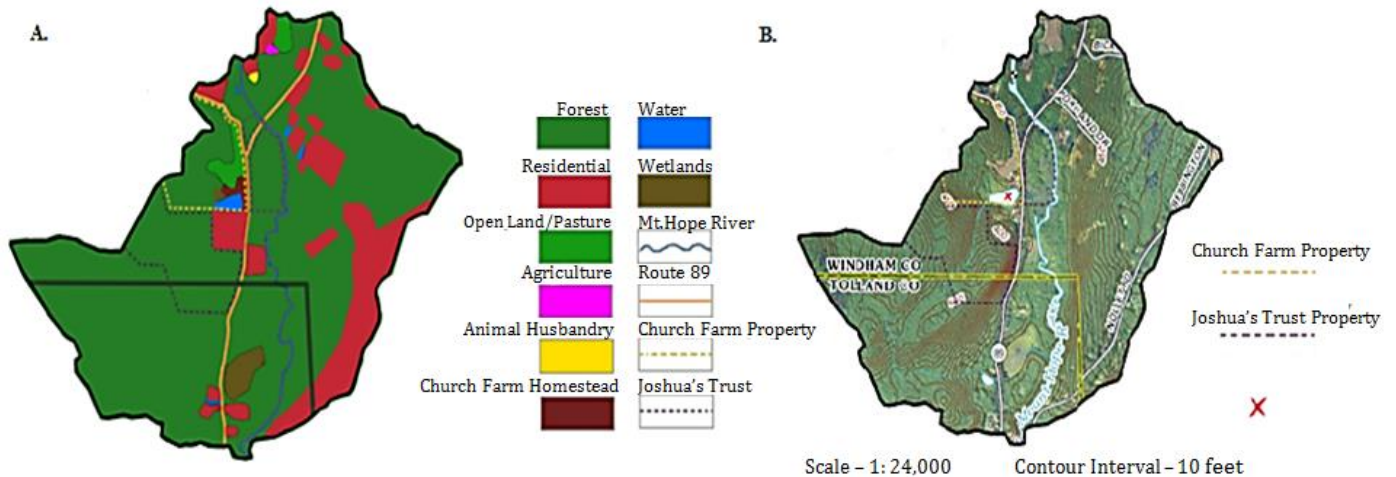 A.
B.
Forest
Water
Residential
Wetlands
Open Land/Pasture
Mt.Hope River
Agriculture
Route 89
Animal Husbandry
Church Farm Property
Church Farm Homestead
Joshua's Trust
WINDHAM CO
TOLLAND CO
89
Church Farm Property
Joshua's Trust Property
X
X
Scale – 1: 24,000
Contour Interval – 10 feet